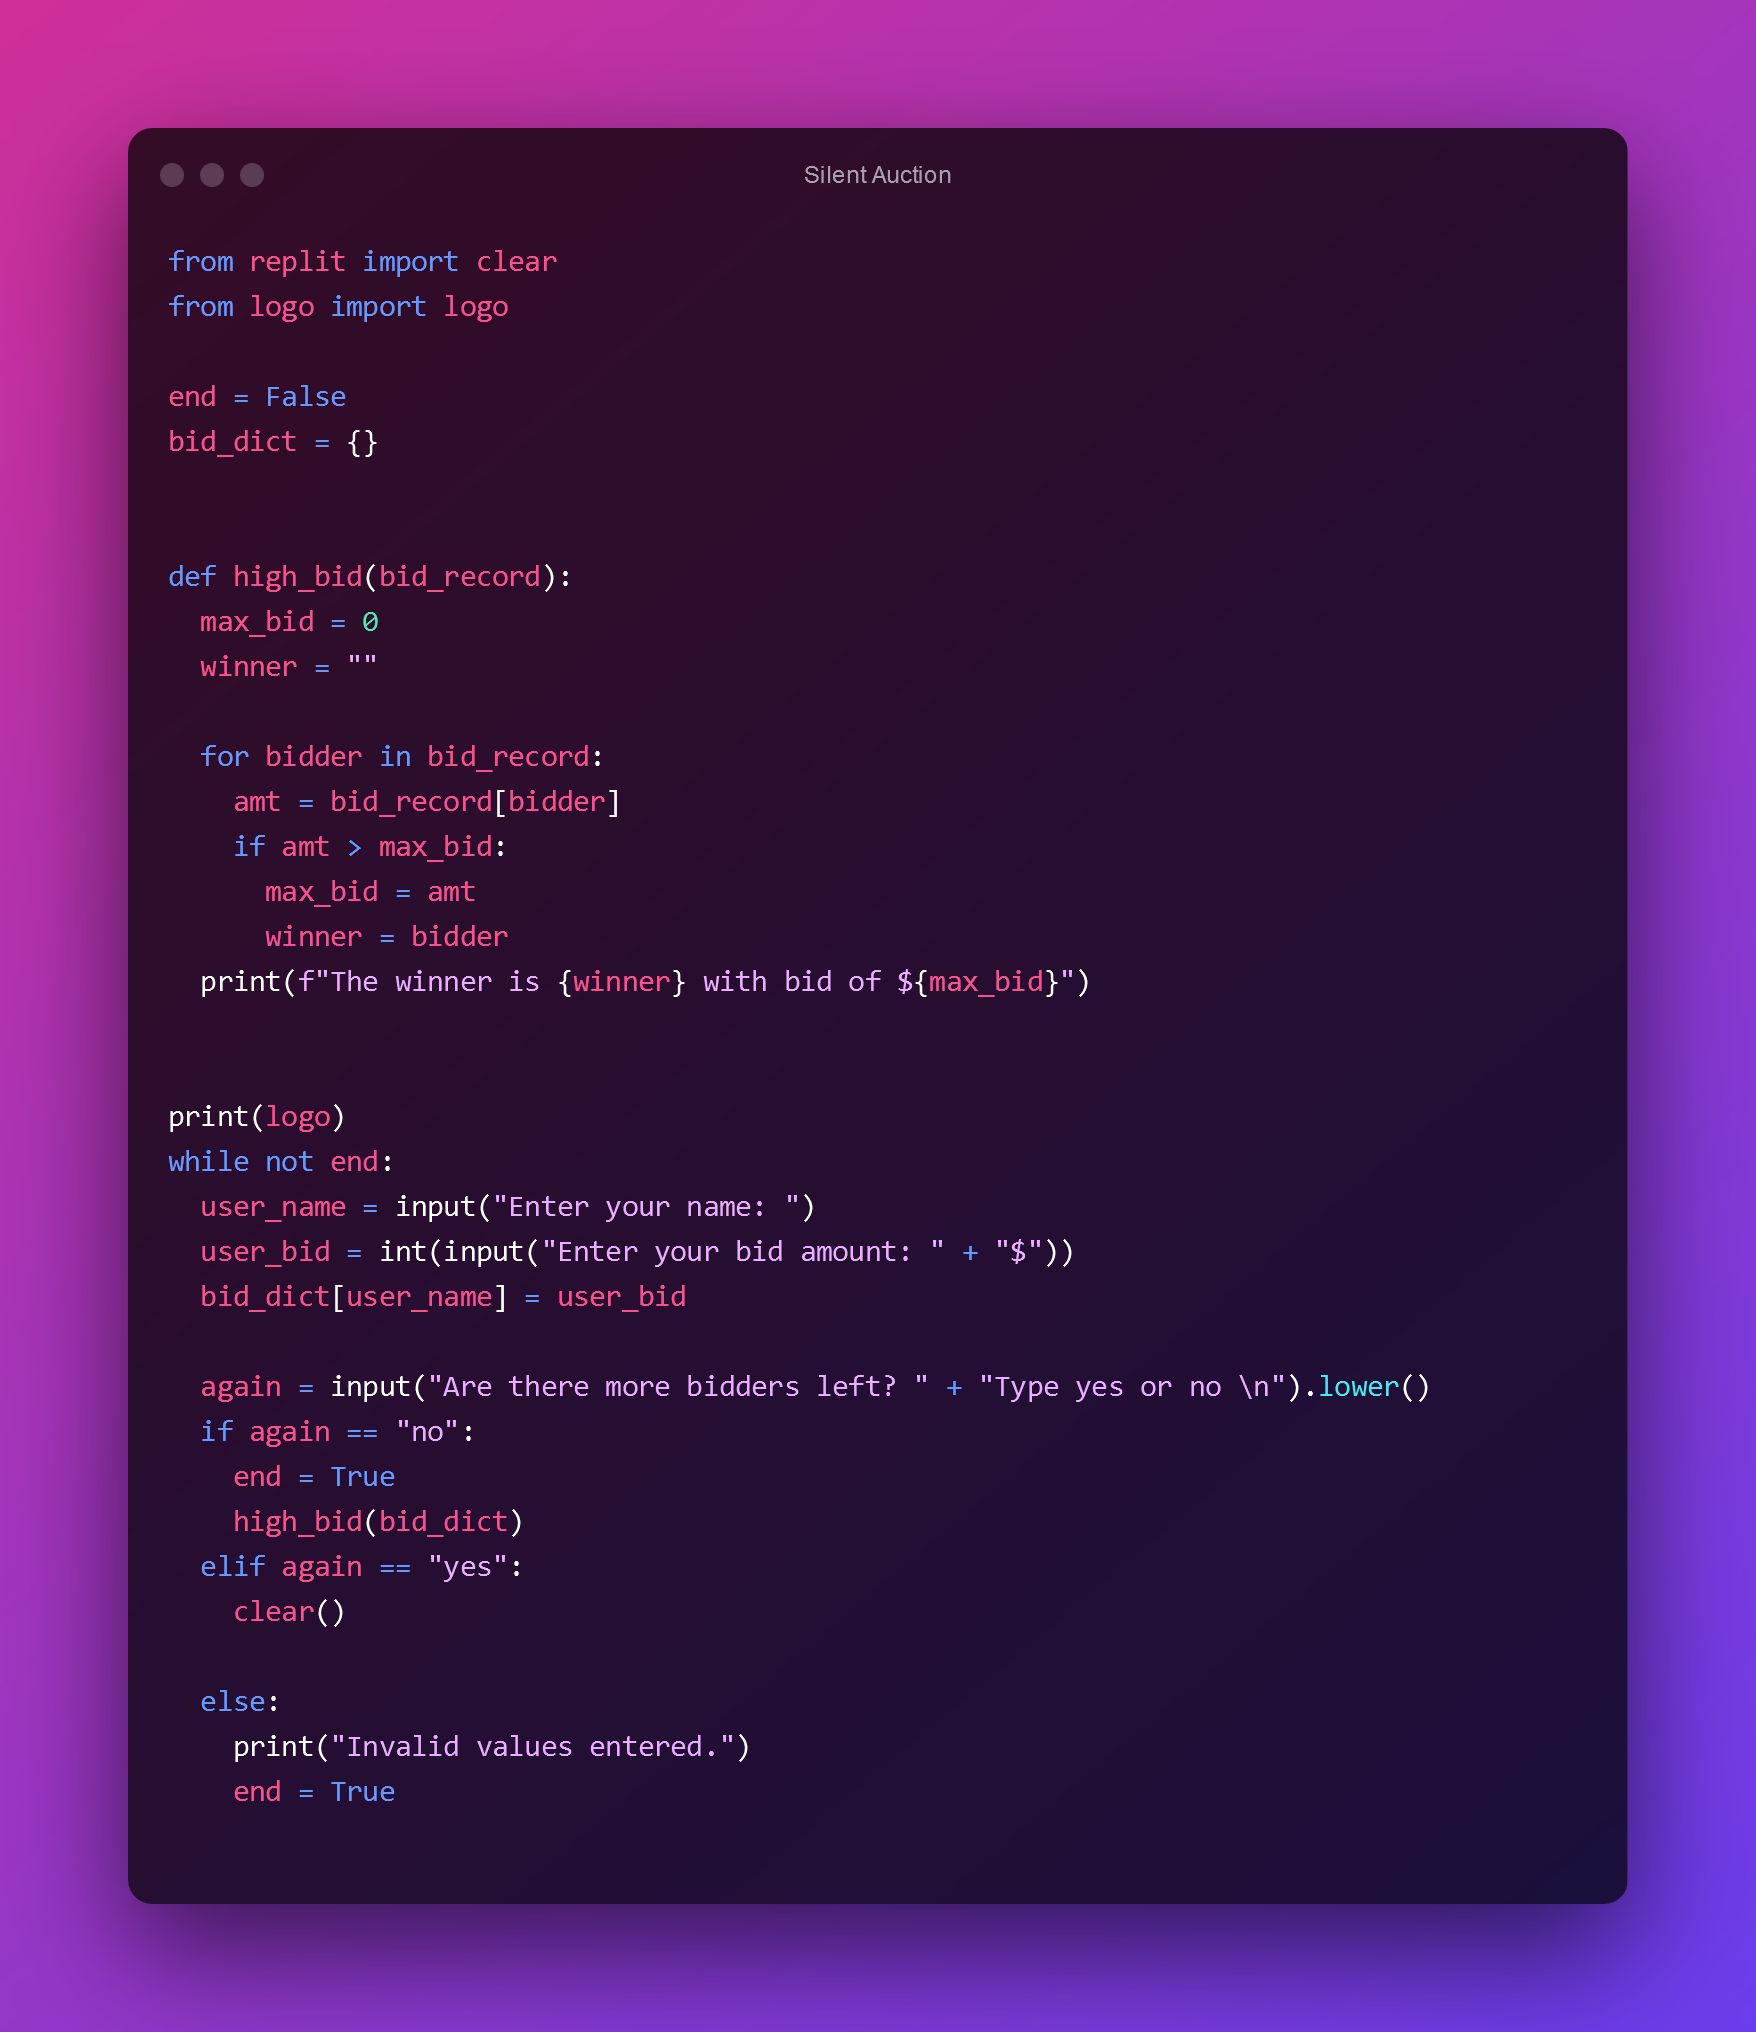 Silent Auction
from replit import clear
from logo import logo
end = False
bid_dict = {}
def high_bid(bid_record):
  max_bid = 0
  winner = ""
  for bidder in bid_record:
    amt = bid_record[bidder]
    if amt > max_bid:
      max_bid = amt
      winner = bidder
  print(f"The winner is {winner} with bid of ${max_bid}")
print(logo)
while not end:
  user_name = input("Enter your name: ")
  user_bid = int(input("Enter your bid amount: " + "$"))
  bid_dict[user_name] = user_bid
  again = input("Are there more bidders left? " + "Type yes or no \n").lower()
  if again == "no":
    end = True
    high_bid(bid_dict)
  elif again == "yes":
    clear()
  else:
    print("Invalid values entered.")
    end = True